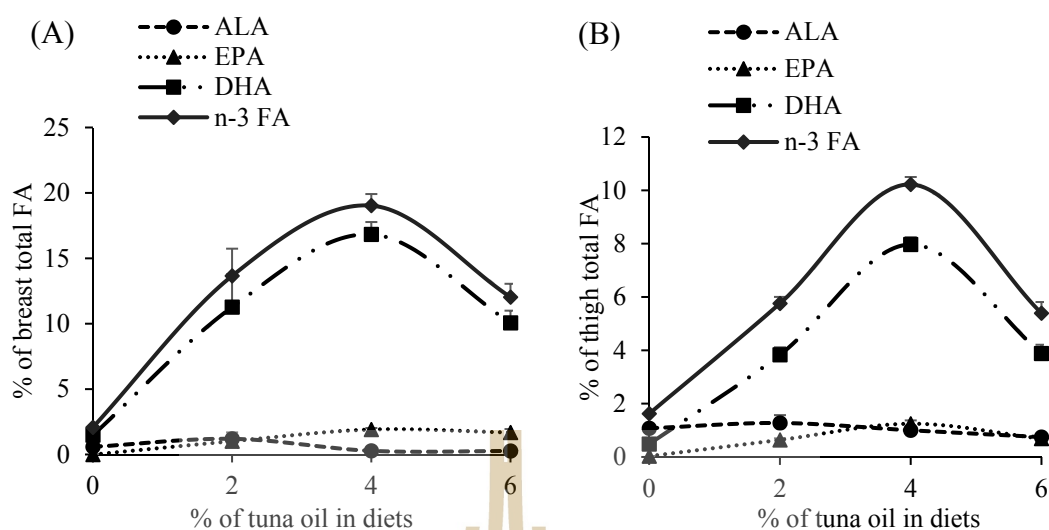 (A)
ALA
EPA
DHA
n-3 FA
% of breast total FA
25
20
15
10
5
0
0 2 4 6
% of tuna oil in diets
(B)
ALA
EPA
DHA
n-3 FA
% of thigh total FA
12
10
8
6
4
2
0
0 2 4 6
% of tuna oil in diets